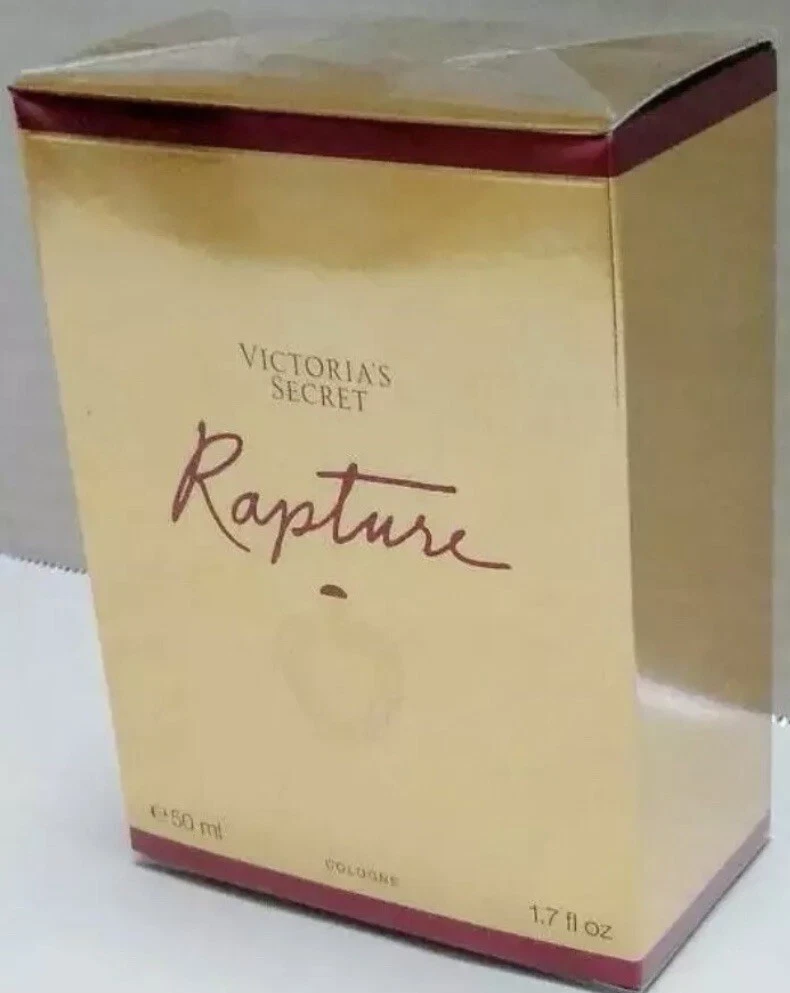 VICTORIA'S
SECRET
Rapture
℮50 ml
COLOGNE
1.7 fl oz